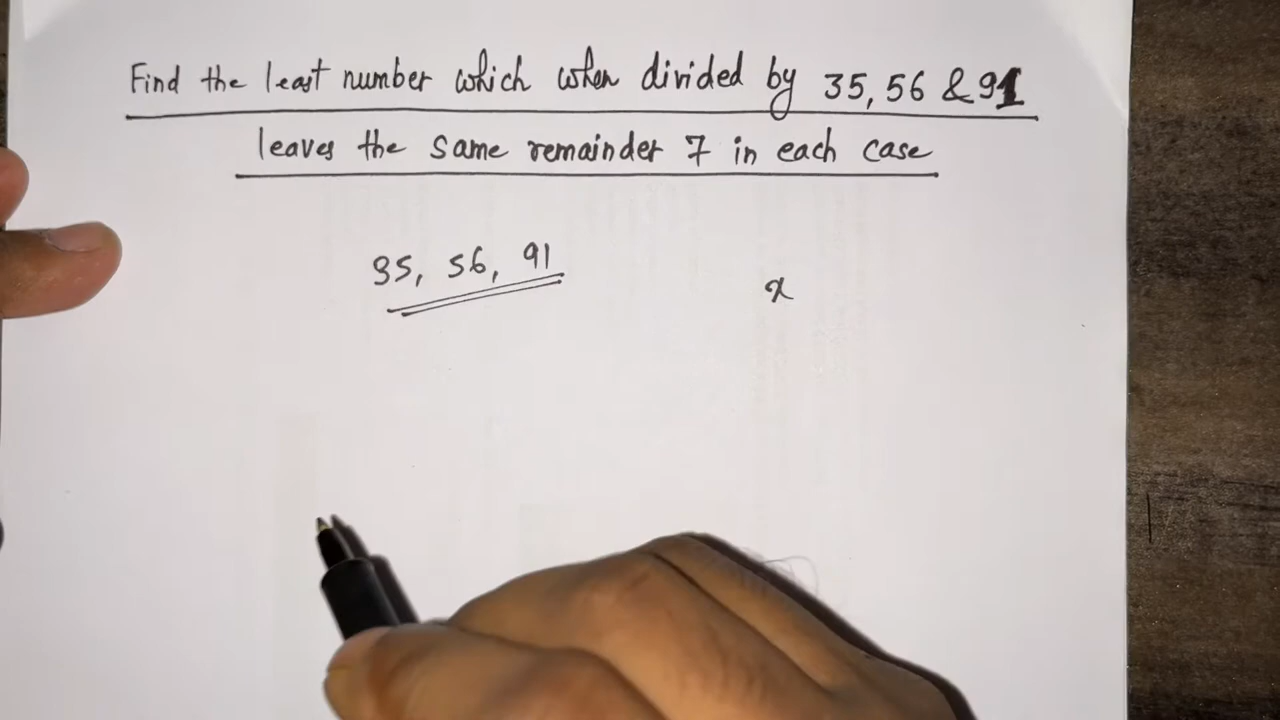 Find the least number which when divided by 35, 56 & 91
leaves the same remainder 7 in each case
35, 56, 91
x